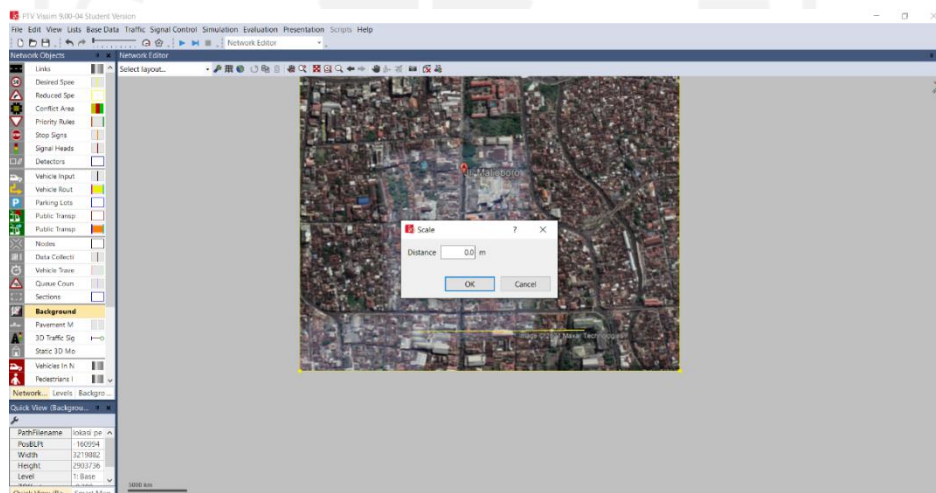 PTV Vissim 9.00-04 Student Version
File Edit View Lists Base Data Traffic Signal Control Simulation Evaluation Presentation Scripts Help
Network Editor
Network Objects
Network Editor
Select layout...
Links
Desired Spee
Reduced Spe
Conflict Area
Priority Rules
Stop Signs
Signal Heads
Detectors
Vehicle Input
Vehicle Rout
Parking Lots
Public Transp
Public Transp
Nodes
Data Collecti
Vehicle Trave
Queue Coun
Sections
Background
Pavement M
3D Traffic Sig
Static 3D Mo
Vehicles In N
Pedestrians I
Network... Levels Backgro...
Quick View (Backgrou...
PathFilename lokasi pe
PosBLPt -160994
Width 3219882
Height 2903736
Level 1: Base
Jl. Malioboro
Scale
Distance 0.0 m
OK Cancel
Maxar Technologies
5000 km